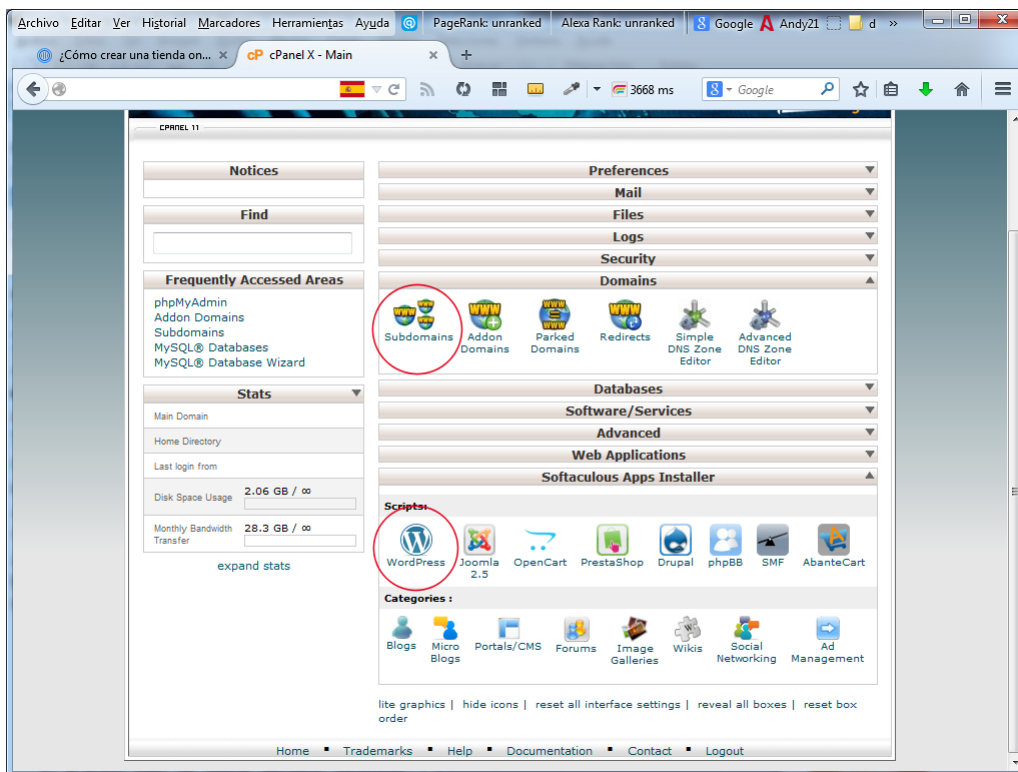 Archivo Editar Ver Historial Marcadores Herramientas Ayuda PageRank: unranked Alexa Rank: unranked Google Andy21 d »
¿Cómo crear una tienda on... × cP cPanel X - Main × +
3668 ms Google
CPANEL 11
Notices
Find
Frequently Accessed Areas
phpMyAdmin
Addon Domains
Subdomains
MySQL® Databases
MySQL® Database Wizard
Stats
Main Domain
Home Directory
Last login from
Disk Space Usage 2.06 GB / ∞
Monthly Bandwidth Transfer 28.3 GB / ∞
expand stats
Preferences
Mail
Files
Logs
Security
Domains
Subdomains
Addon Domains
Parked Domains
Redirects
Simple DNS Zone Editor
Advanced DNS Zone Editor
Databases
Software/Services
Advanced
Web Applications
Softaculous Apps Installer
Scripts:
WordPress
Joomla 2.5
OpenCart
PrestaShop
Drupal
phpBB
SMF
AbanteCart
Categories :
Blogs
Micro Blogs
Portals/CMS
Forums
Image Galleries
Wikis
Social Networking
Ad Management
lite graphics | hide icons | reset all interface settings | reveal all boxes | reset box
order
Home ▪ Trademarks ▪ Help ▪ Documentation ▪ Contact ▪ Logout